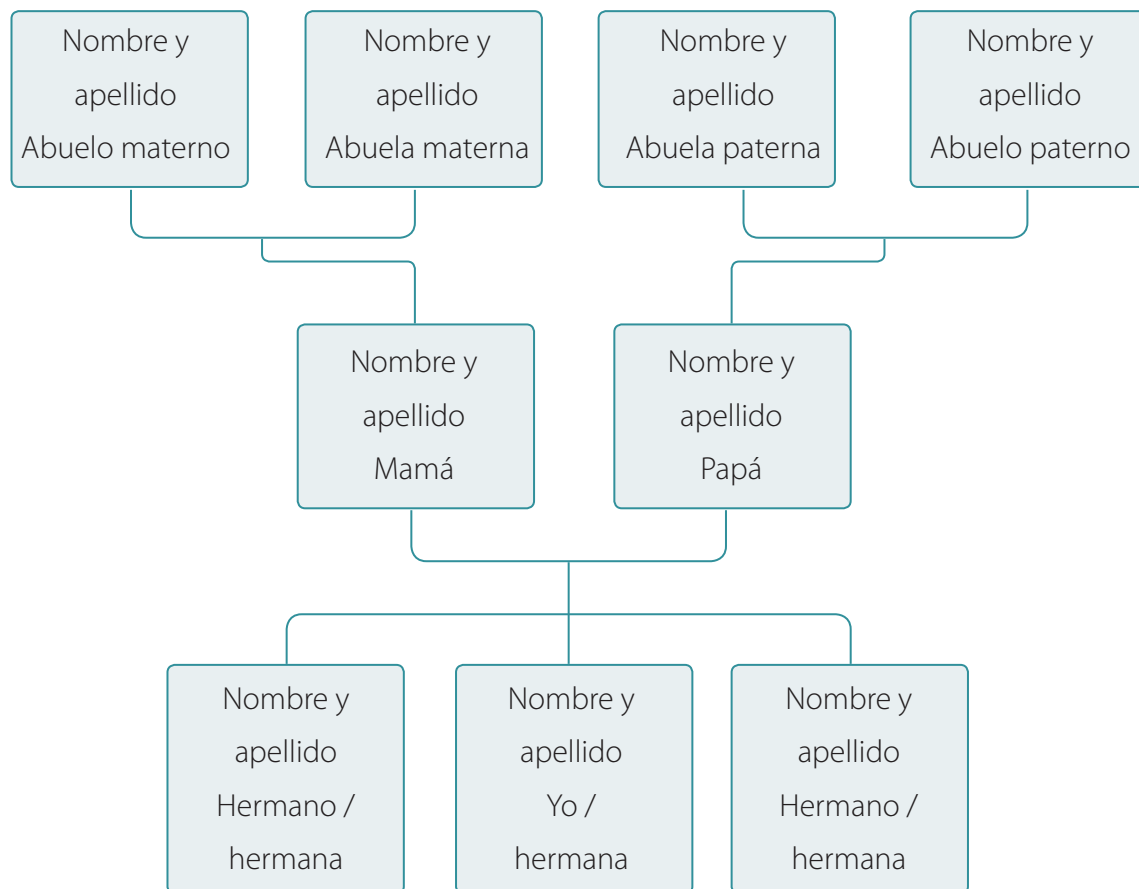 Nombre y
apellido
Abuelo materno
Nombre y
apellido
Abuela materna
Nombre y
apellido
Abuela paterna
Nombre y
apellido
Abuelo paterno
Nombre y
apellido
Mamá
Nombre y
apellido
Papá
Nombre y
apellido
Hermano /
hermana
Nombre y
apellido
Yo /
hermana
Nombre y
apellido
Hermano /
hermana